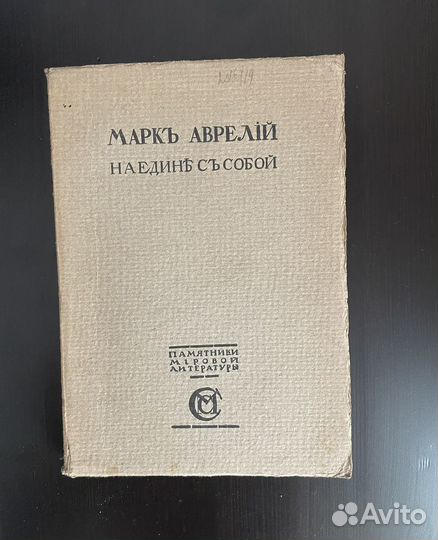 МАРКЪ АВРЕЛІЙ
НАЕДИНѢ СЪ СОБОЙ
ПАМЯТНИКИ
МІРОВОЙ
ЛИТЕРАТУРЫ
Avito